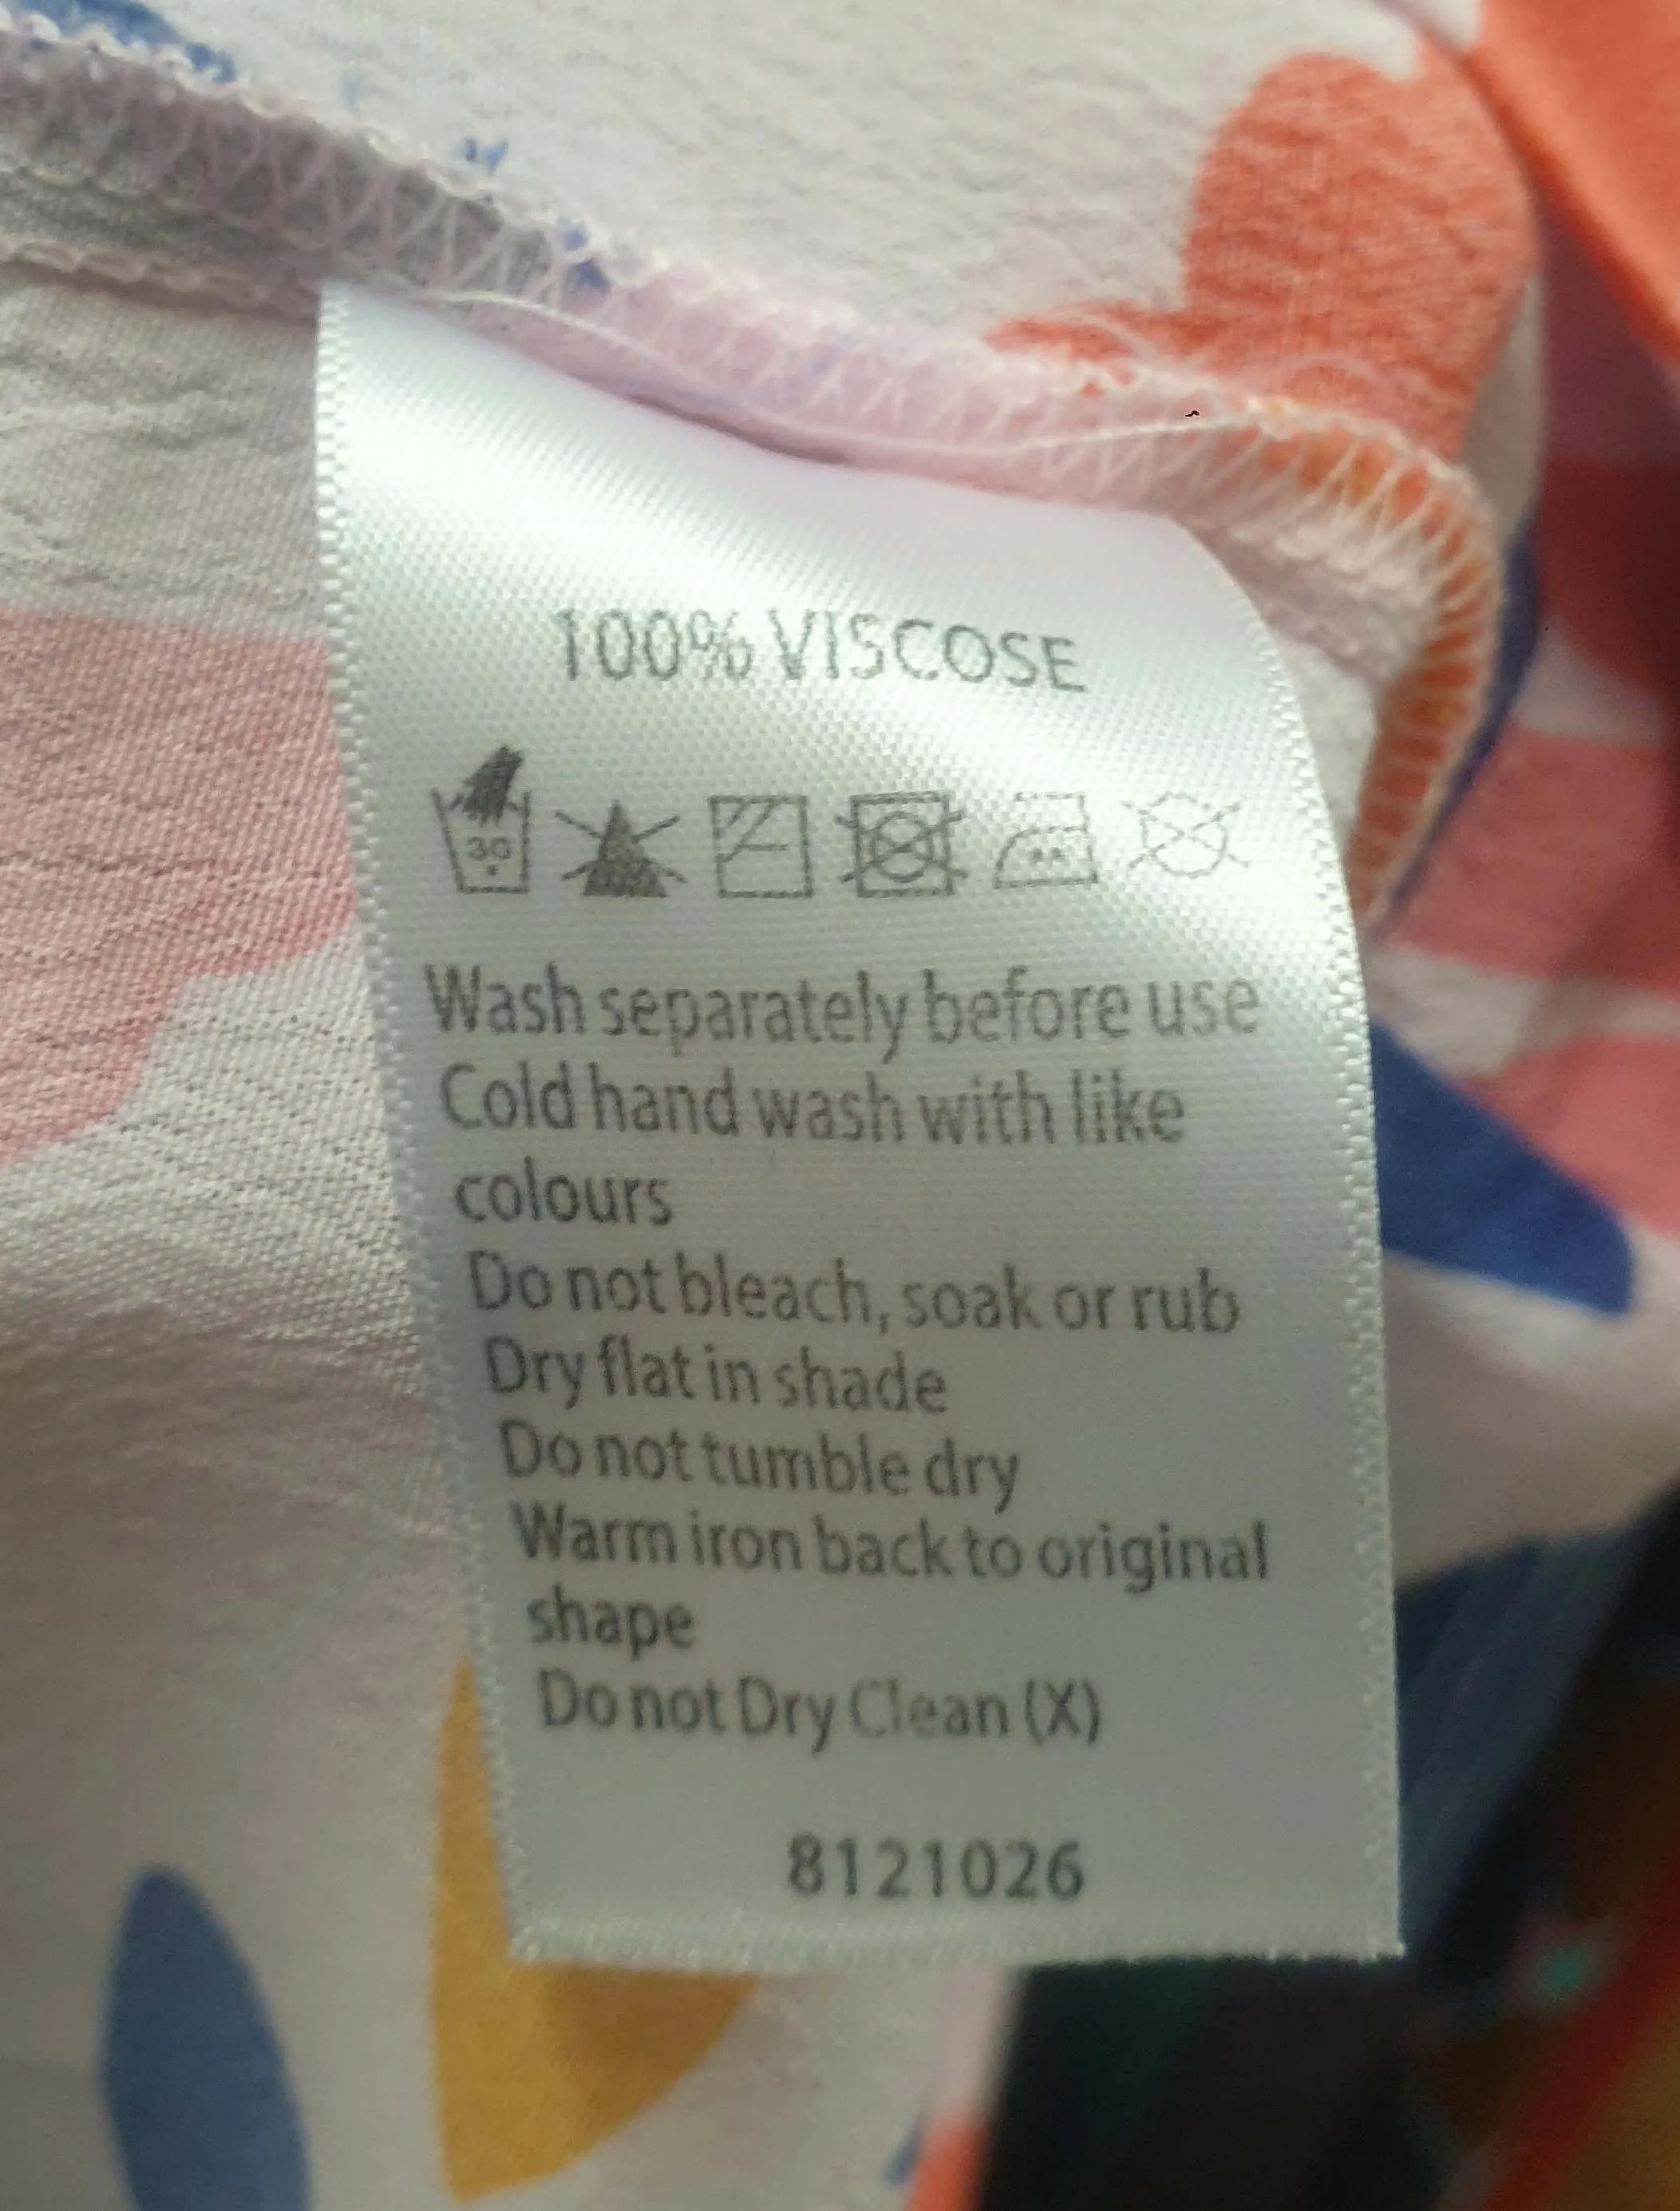 100% VISCOSE
30
Wash separately before use
Cold hand wash with like
colours
Do not bleach, soak or rub
Dry flat in shade
Do not tumble dry
Warm iron back to original
shape
Do not Dry Clean (X)
8121026